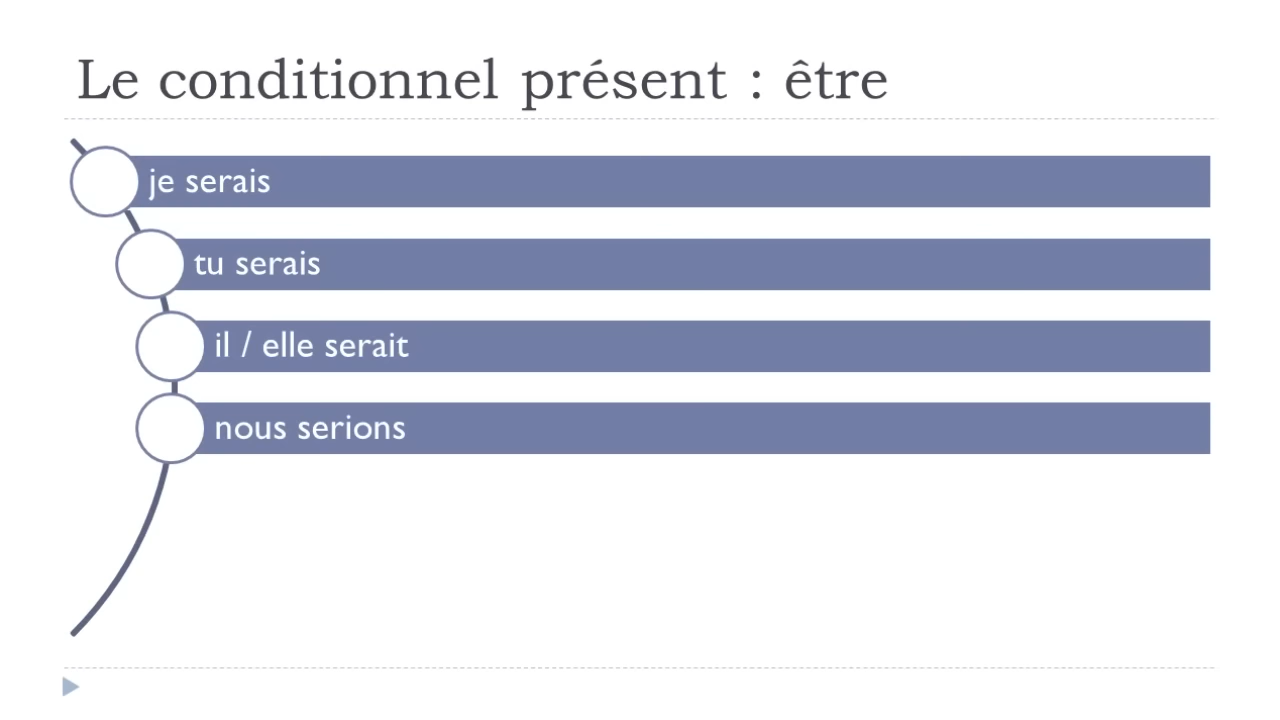 Le conditionnel présent : être
je serais
tu serais
il / elle serait
nous serions